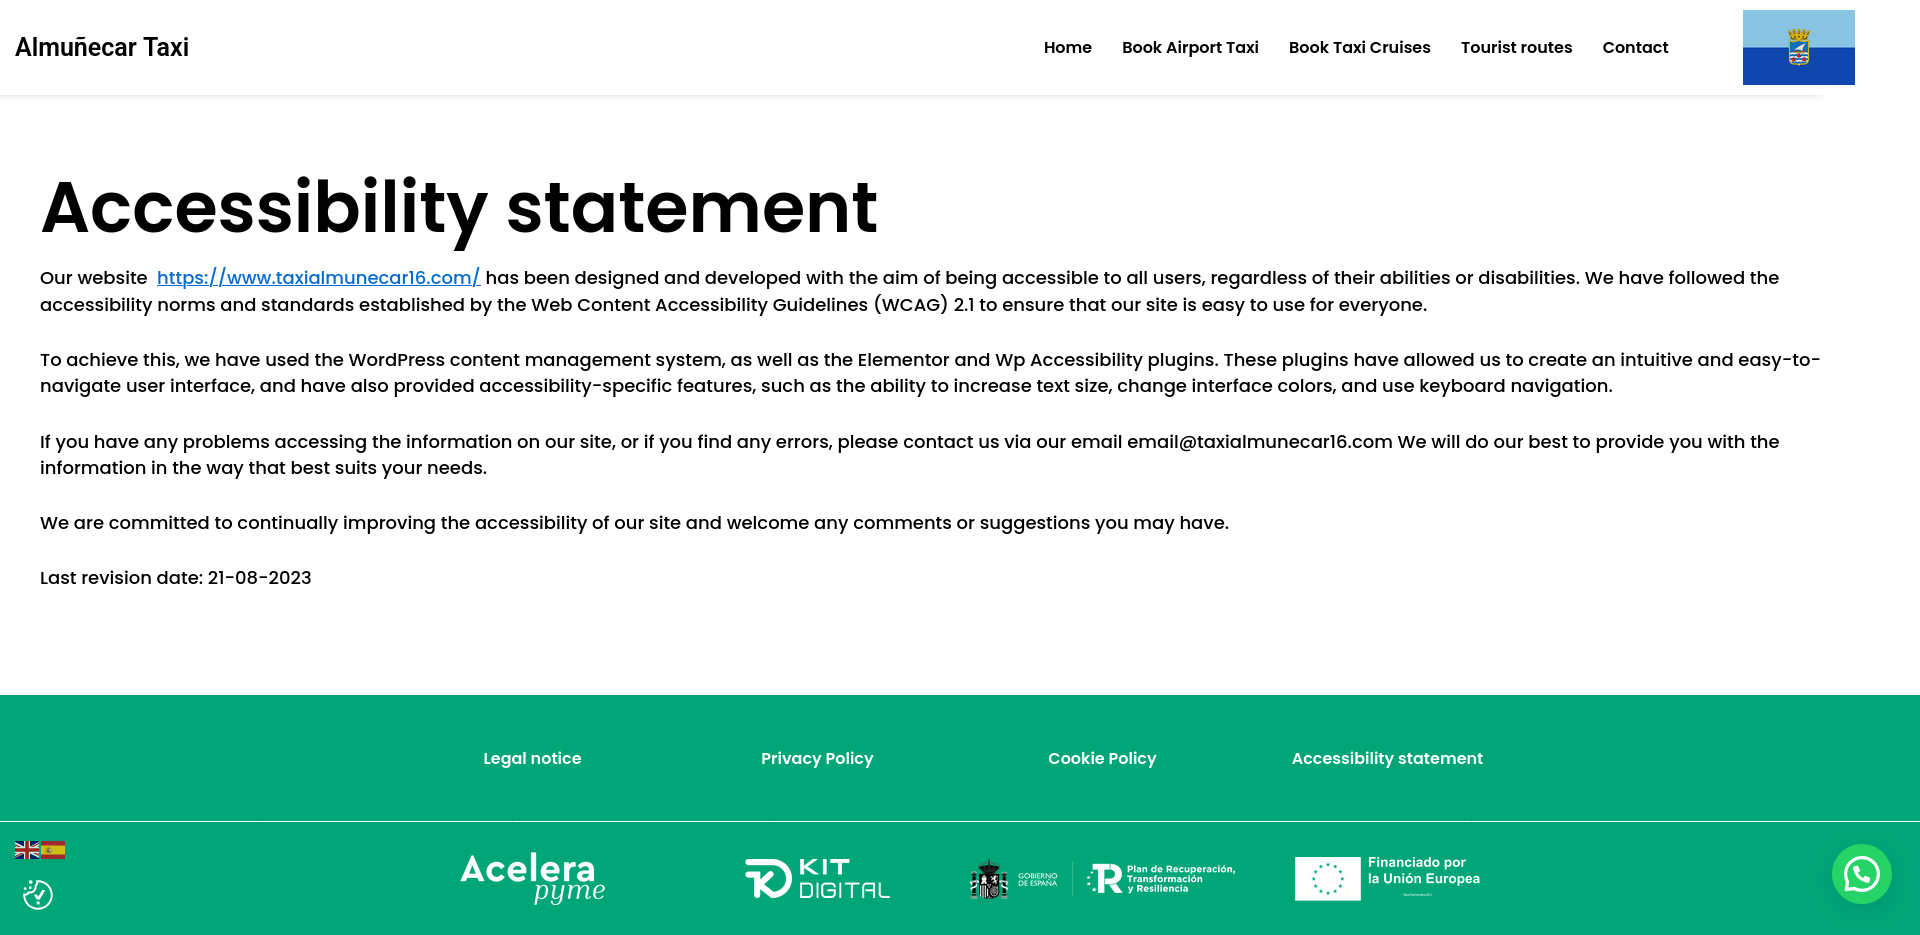 Almuñecar Taxi
Home
Book Airport Taxi
Book Taxi Cruises
Tourist routes
Contact
Accessibility statement
Our website https://www.taxialmunecar16.com/ has been designed and developed with the aim of being accessible to all users, regardless of their abilities or disabilities. We have followed the
accessibility norms and standards established by the Web Content Accessibility Guidelines (WCAG) 2.1 to ensure that our site is easy to use for everyone.
To achieve this, we have used the WordPress content management system, as well as the Elementor and Wp Accessibility plugins. These plugins have allowed us to create an intuitive and easy-to-
navigate user interface, and have also provided accessibility-specific features, such as the ability to increase text size, change interface colors, and use keyboard navigation.
If you have any problems accessing the information on our site, or if you find any errors, please contact us via our email email@taxialmunecar16.com We will do our best to provide you with the
information in the way that best suits your needs.
We are committed to continually improving the accessibility of our site and welcome any comments or suggestions you may have.
Last revision date: 21-08-2023
Legal notice
Privacy Policy
Cookie Policy
Accessibility statement
Acelera
pyme
KIT
DIGITAL
GOBIERNO
DE ESPAÑA
R
Plan de Recuperación,
Transformación
y Resiliencia
Financiado por
la Unión Europea